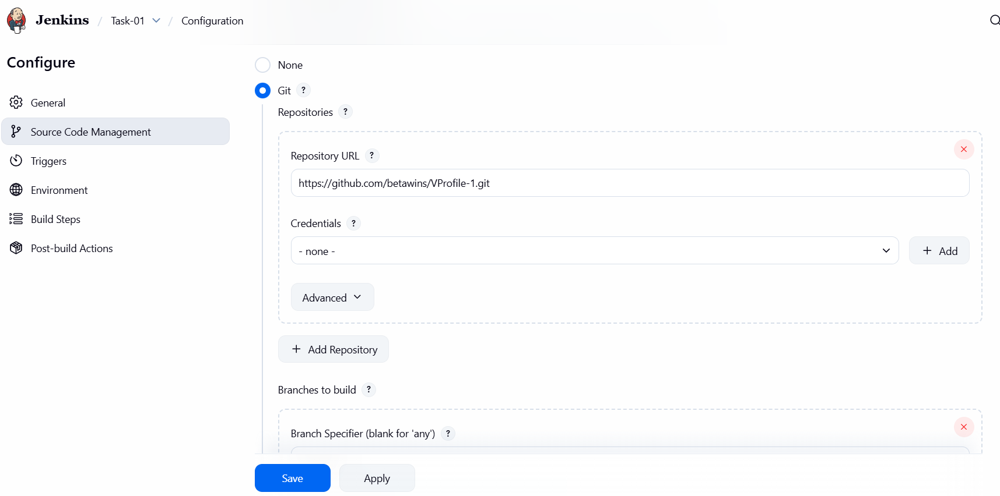 Jenkins / Task-01 / Configuration
Configure
General
Source Code Management
Triggers
Environment
Build Steps
Post-build Actions
None
Git ?
Repositories ?
Repository URL ?
https://github.com/betawins/VProfile-1.git
Credentials ?
- none -
+ Add
Advanced
+ Add Repository
Branches to build ?
Branch Specifier (blank for 'any') ?
Save
Apply